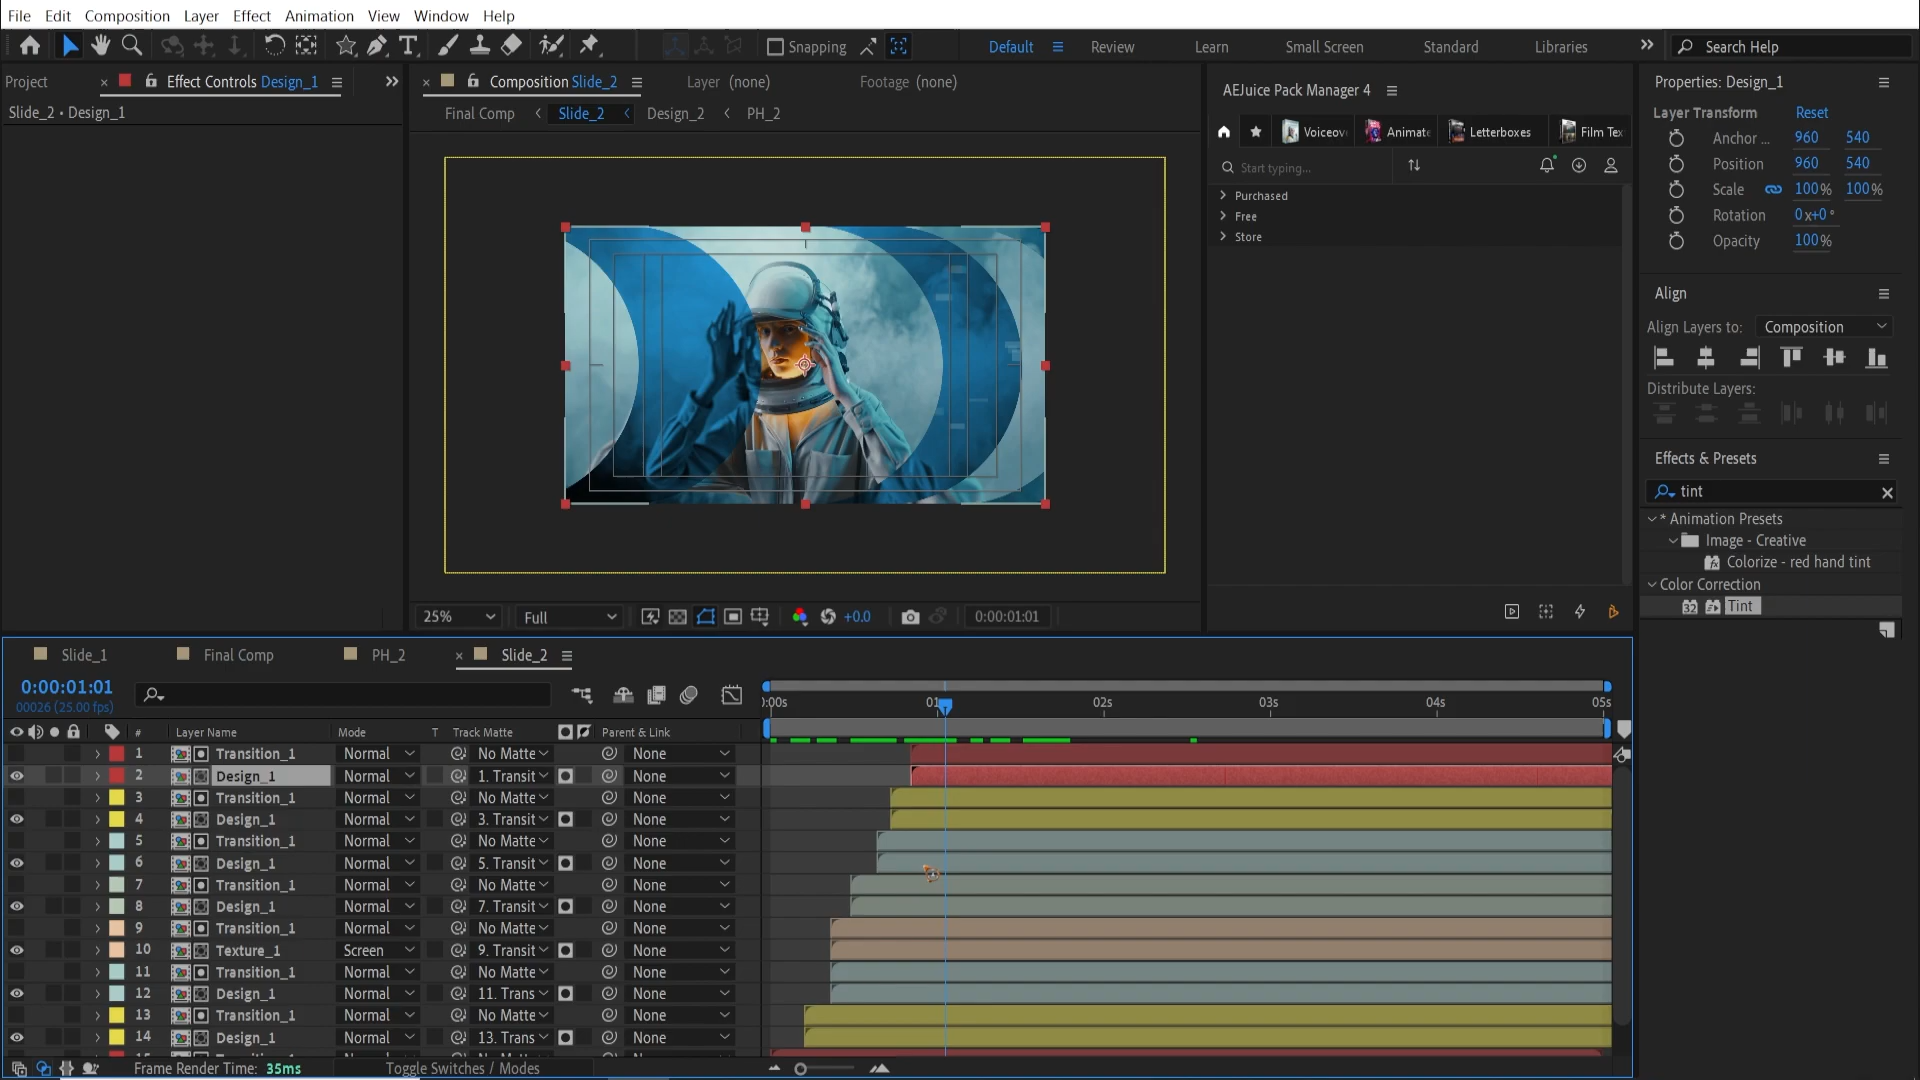 File Edit Composition Layer Effect Animation View Window Help
Snapping Default Review Learn Small Screen Standard Libraries Search Help
Project Effect Controls Design_1
Slide_2 • Design_1
Composition Slide_2 Layer (none) Footage (none)
Final Comp Slide_2 Design_2 PH_2
AEJuice Pack Manager 4
Voiceov Animate Letterboxes Film Tex
Start typing...
Purchased
Free
Store
Properties: Design_1
Layer Transform Reset
Anchor ... 960 540
Position 960 540
Scale 100% 100%
Rotation 0x+0°
Opacity 100%
Align
Align Layers to: Composition
Distribute Layers:
Effects & Presets
tint
* Animation Presets
Image - Creative
Colorize - red hand tint
Color Correction
32 Tint
25% Full +0.0 0:00:01:01
Slide_1 Final Comp PH_2 Slide_2
0:00:01:01
00026 (25.00 fps)
):00s 01 02s 03s 04s 05s
# Layer Name Mode T Track Matte Parent & Link
1 Transition_1 Normal No Matte None
2 Design_1 Normal 1. Transit None
3 Transition_1 Normal No Matte None
4 Design_1 Normal 3. Transit None
5 Transition_1 Normal No Matte None
6 Design_1 Normal 5. Transit None
7 Transition_1 Normal No Matte None
8 Design_1 Normal 7. Transit None
9 Transition_1 Normal No Matte None
10 Texture_1 Screen 9. Transit None
11 Transition_1 Normal No Matte None
12 Design_1 Normal 11. Trans None
13 Transition_1 Normal No Matte None
14 Design_1 Normal 13. Trans None
Frame Render Time: 35ms Toggle Switches / Modes